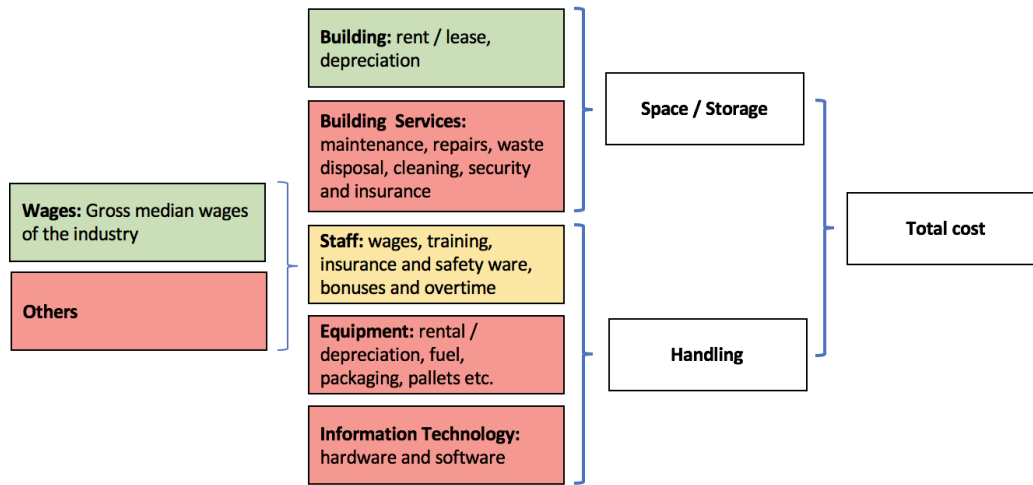 Building: rent / lease,
depreciation
Building  Services:
maintenance, repairs, waste
disposal, cleaning, security
and insurance
Space / Storage
Wages: Gross median wages
of the industry
Others
Staff: wages, training,
insurance and safety ware,
bonuses and overtime
Equipment: rental /
depreciation, fuel,
packaging, pallets etc.
Information Technology:
hardware and software
Handling
Total cost